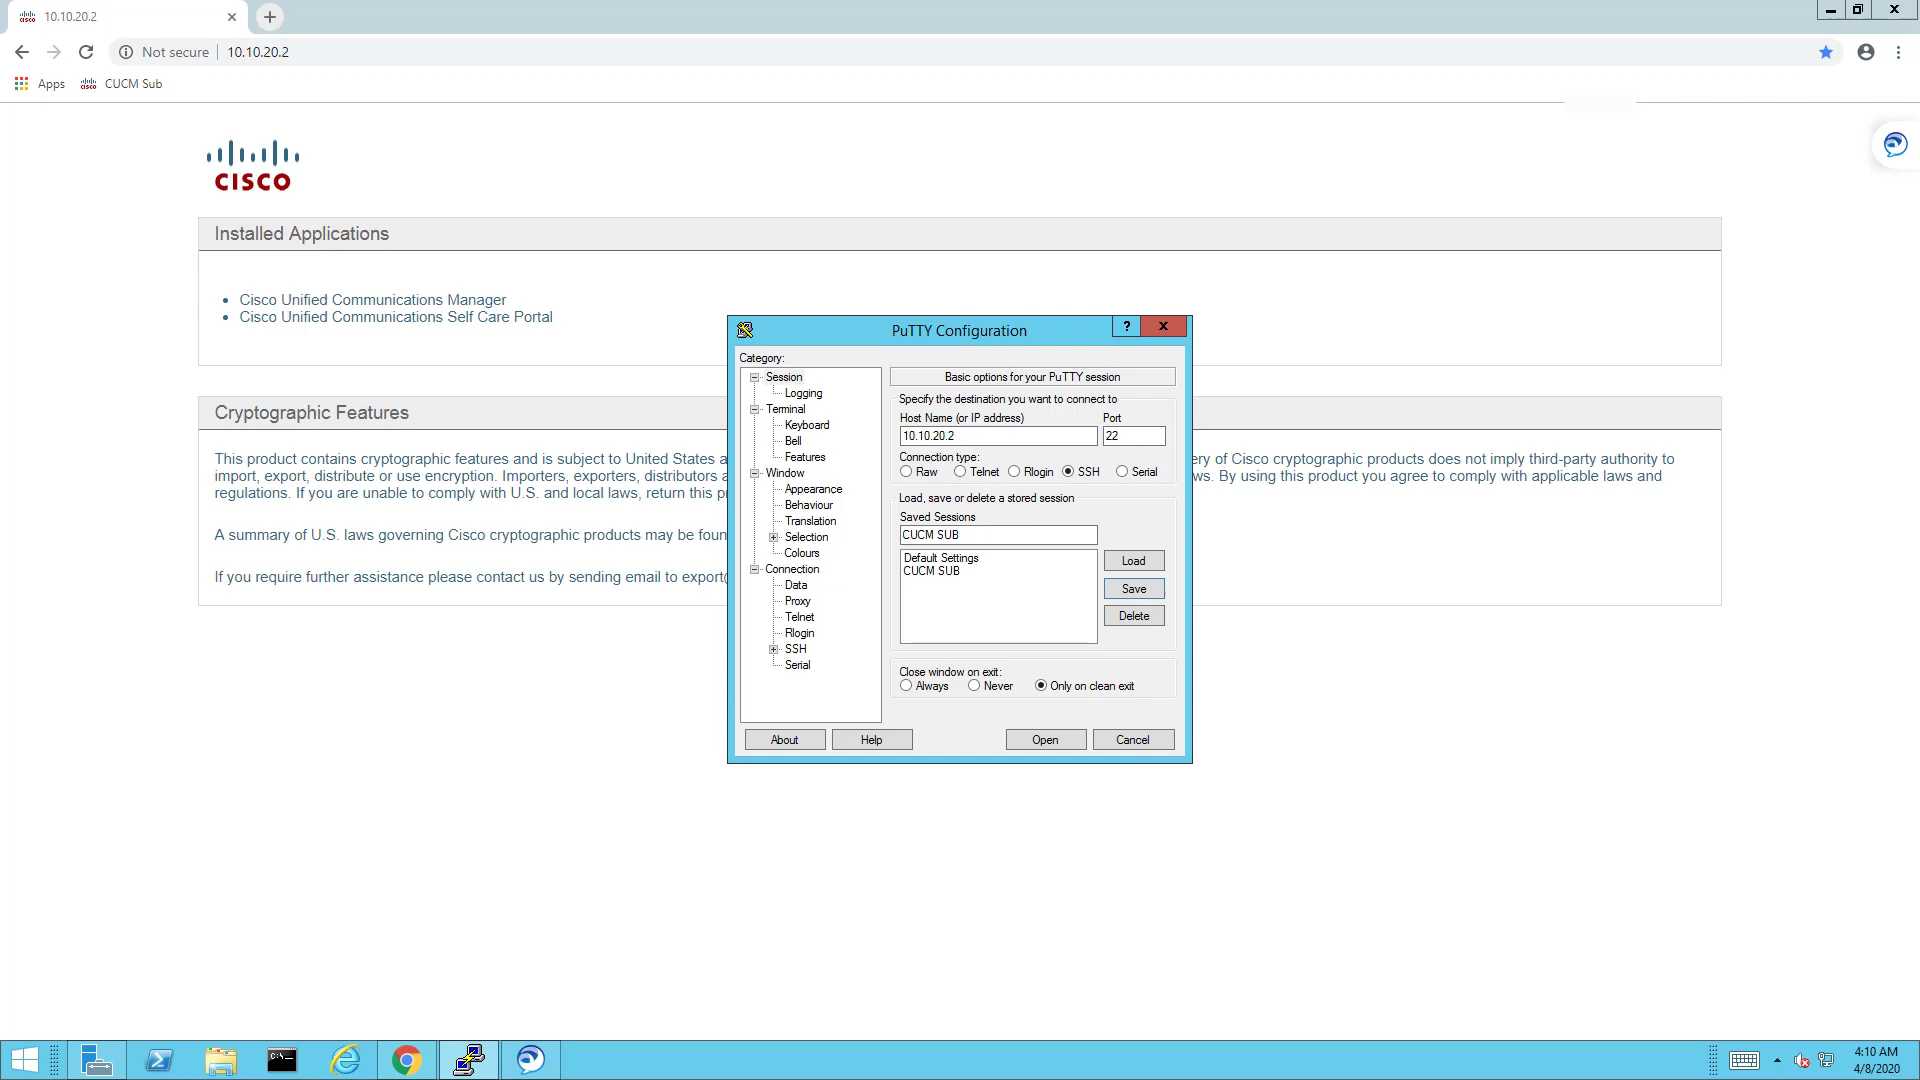 10.10.20.2
Not secure
10.10.20.2
Apps
CISCO
CUCM Sub
CISCO
Installed Applications
Cisco Unified Communications Manager
Cisco Unified Communications Self Care Portal
Cryptographic Features
This product contains cryptographic features and is subject to United States a
ery of Cisco cryptographic products does not imply third-party authority to
import, export, distribute or use encryption. Importers, exporters, distributors a
ws. By using this product you agree to comply with applicable laws and
regulations. If you are unable to comply with U.S. and local laws, return this pr
A summary of U.S. laws governing Cisco cryptographic products may be foun
If you require further assistance please contact us by sending email to export@
PuTTY Configuration
?
Category:
Session
Logging
Terminal
Keyboard
Bell
Features
Window
Appearance
Behaviour
Translation
Selection
Colours
Connection
Data
Proxy
Telnet
Rlogin
SSH
Serial
Basic options for your PuTTY session
Specify the destination you want to connect to
Host Name (or IP address)
Port
10.10.20.2
22
Connection type:
Raw
Telnet
Rlogin
SSH
Serial
Load, save or delete a stored session
Saved Sessions
CUCM SUB
Default Settings
CUCM SUB
Load
Save
Delete
Close window on exit:
Always
Never
Only on clean exit
About
Help
Open
Cancel
C:\_
4:10 AM
4/8/2020